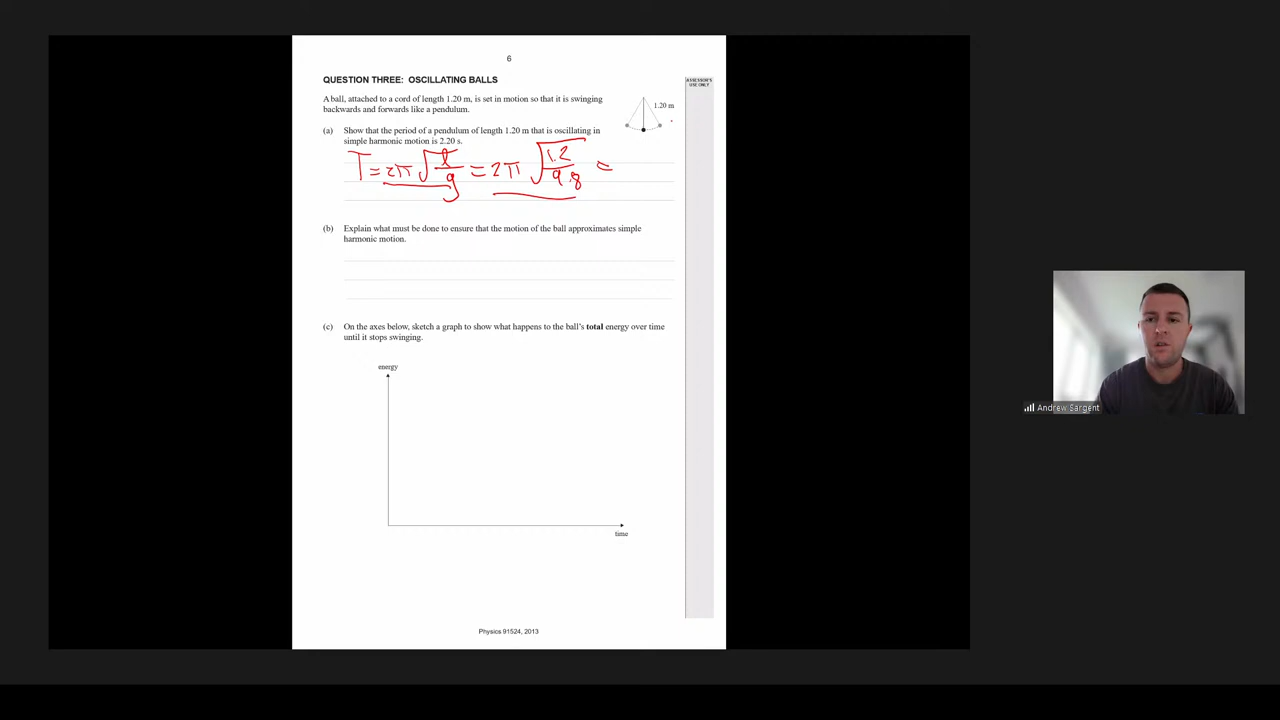 6
QUESTION THREE: OSCILLATING BALLS
ASSESSOR'S
USE ONLY
A ball, attached to a cord of length 1.20 m, is set in motion so that it is swinging
backwards and forwards like a pendulum.
1.20 m
(a) Show that the period of a pendulum of length 1.20 m that is oscillating in
simple harmonic motion is 2.20 s.
T = 2π √(l/g) = 2π √(1.2/9.8) =
(b) Explain what must be done to ensure that the motion of the ball approximates simple
harmonic motion.
(c) On the axes below, sketch a graph to show what happens to the ball's total energy over time
until it stops swinging.
energy
time
Physics 91524, 2013
Andrew Sargent